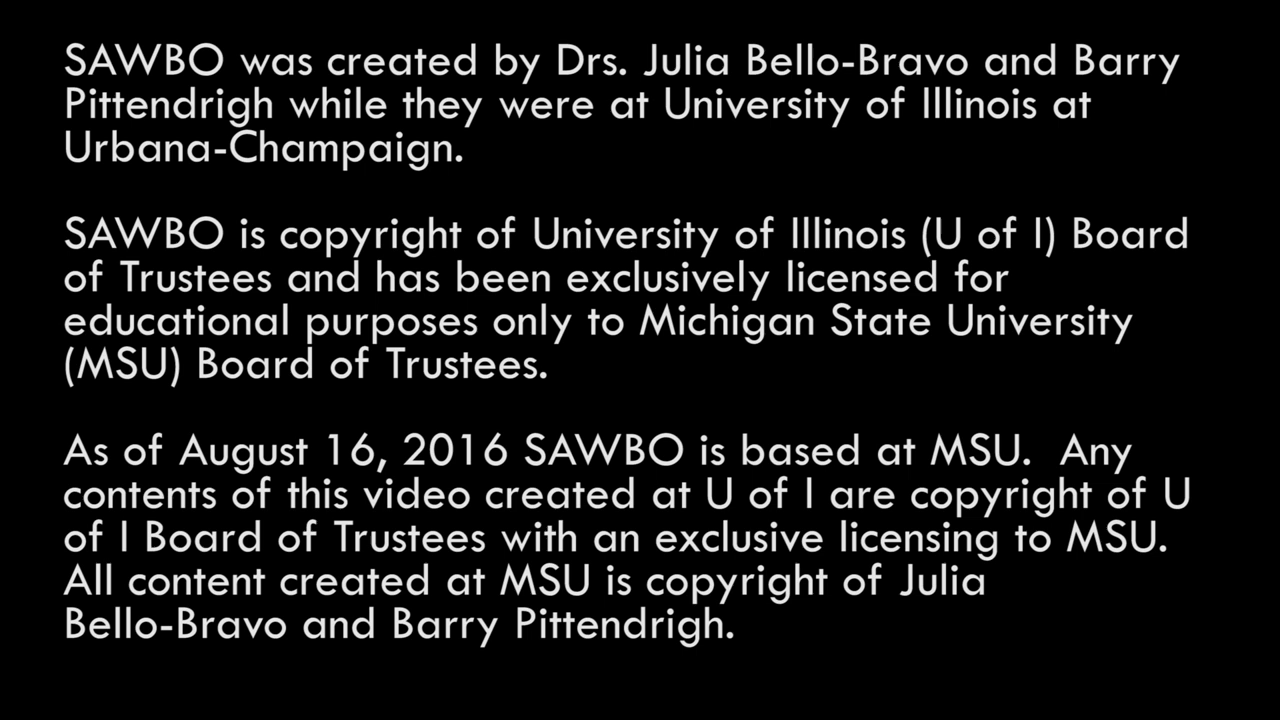 SAWBO was created by Drs. Julia Bello-Bravo and Barry
Pittendrigh while they were at University of Illinois at
Urbana-Champaign.
SAWBO is copyright of University of Illinois (U of I) Board
of Trustees and has been exclusively licensed for
educational purposes only to Michigan State University
(MSU) Board of Trustees.
As of August 16, 2016 SAWBO is based at MSU.  Any
contents of this video created at U of I are copyright of U
of I Board of Trustees with an exclusive licensing to MSU.
All content created at MSU is copyright of Julia
Bello-Bravo and Barry Pittendrigh.